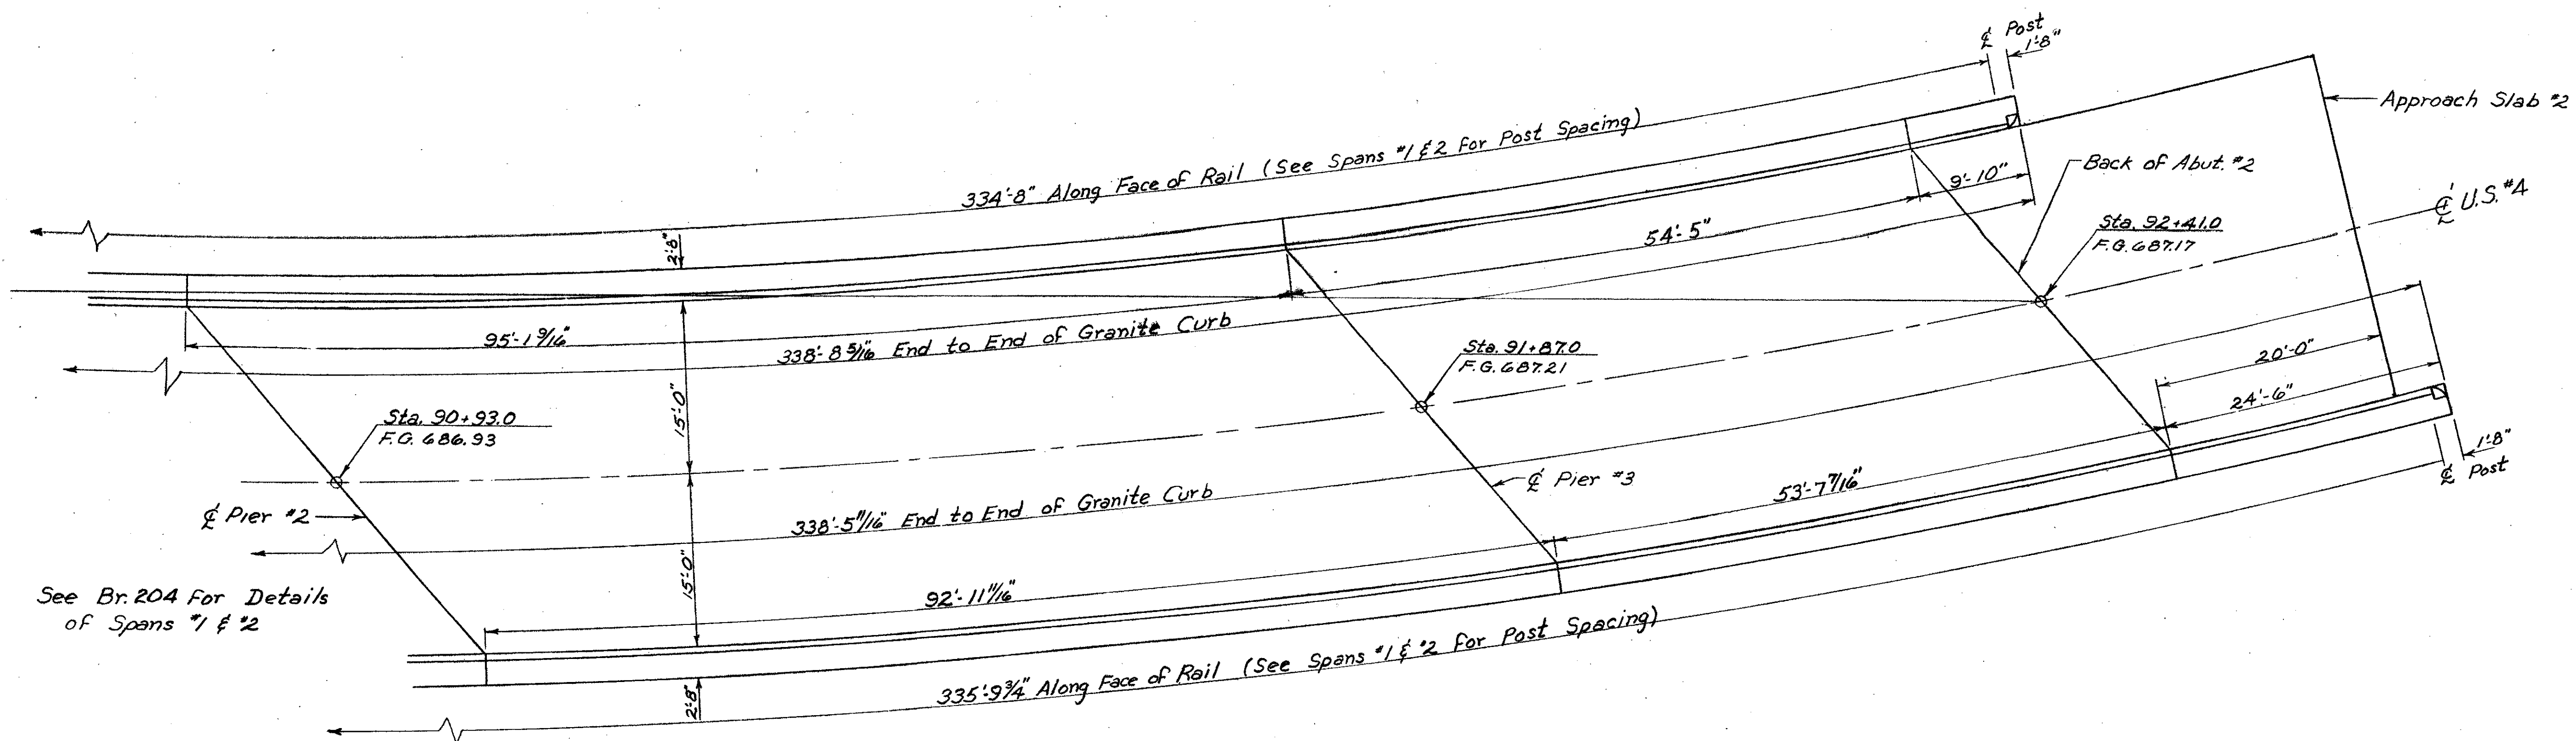 ℄ Post
1'-8"
Approach Slab #2
334'-8" Along Face of Rail (See Spans #1 & 2 For Post Spacing)
Back of Abut. #2
9'-10"
℄ U.S. #4
Sta. 92+41.0
F.G. 687.17
54'-5"
2'-8"
95'-1 9/16"
338'-8 5/16" End to End of Granite Curb
Sta. 91+87.0
F.G. 687.21
20'-0"
24'-6"
15'-0"
Sta. 90+93.0
F.G. 686.93
1'-8"
℄ Post
℄ Pier #3
53'-7 7/16"
℄ Pier #2
338'-5 11/16" End to End of Granite Curb
15'-0"
See Br. 204 For Details
of Spans #1 & #2
92'-11 11/16"
335'-9 3/4" Along Face of Rail (See Spans #1 & #2 for Post Spacing)
2'-8"